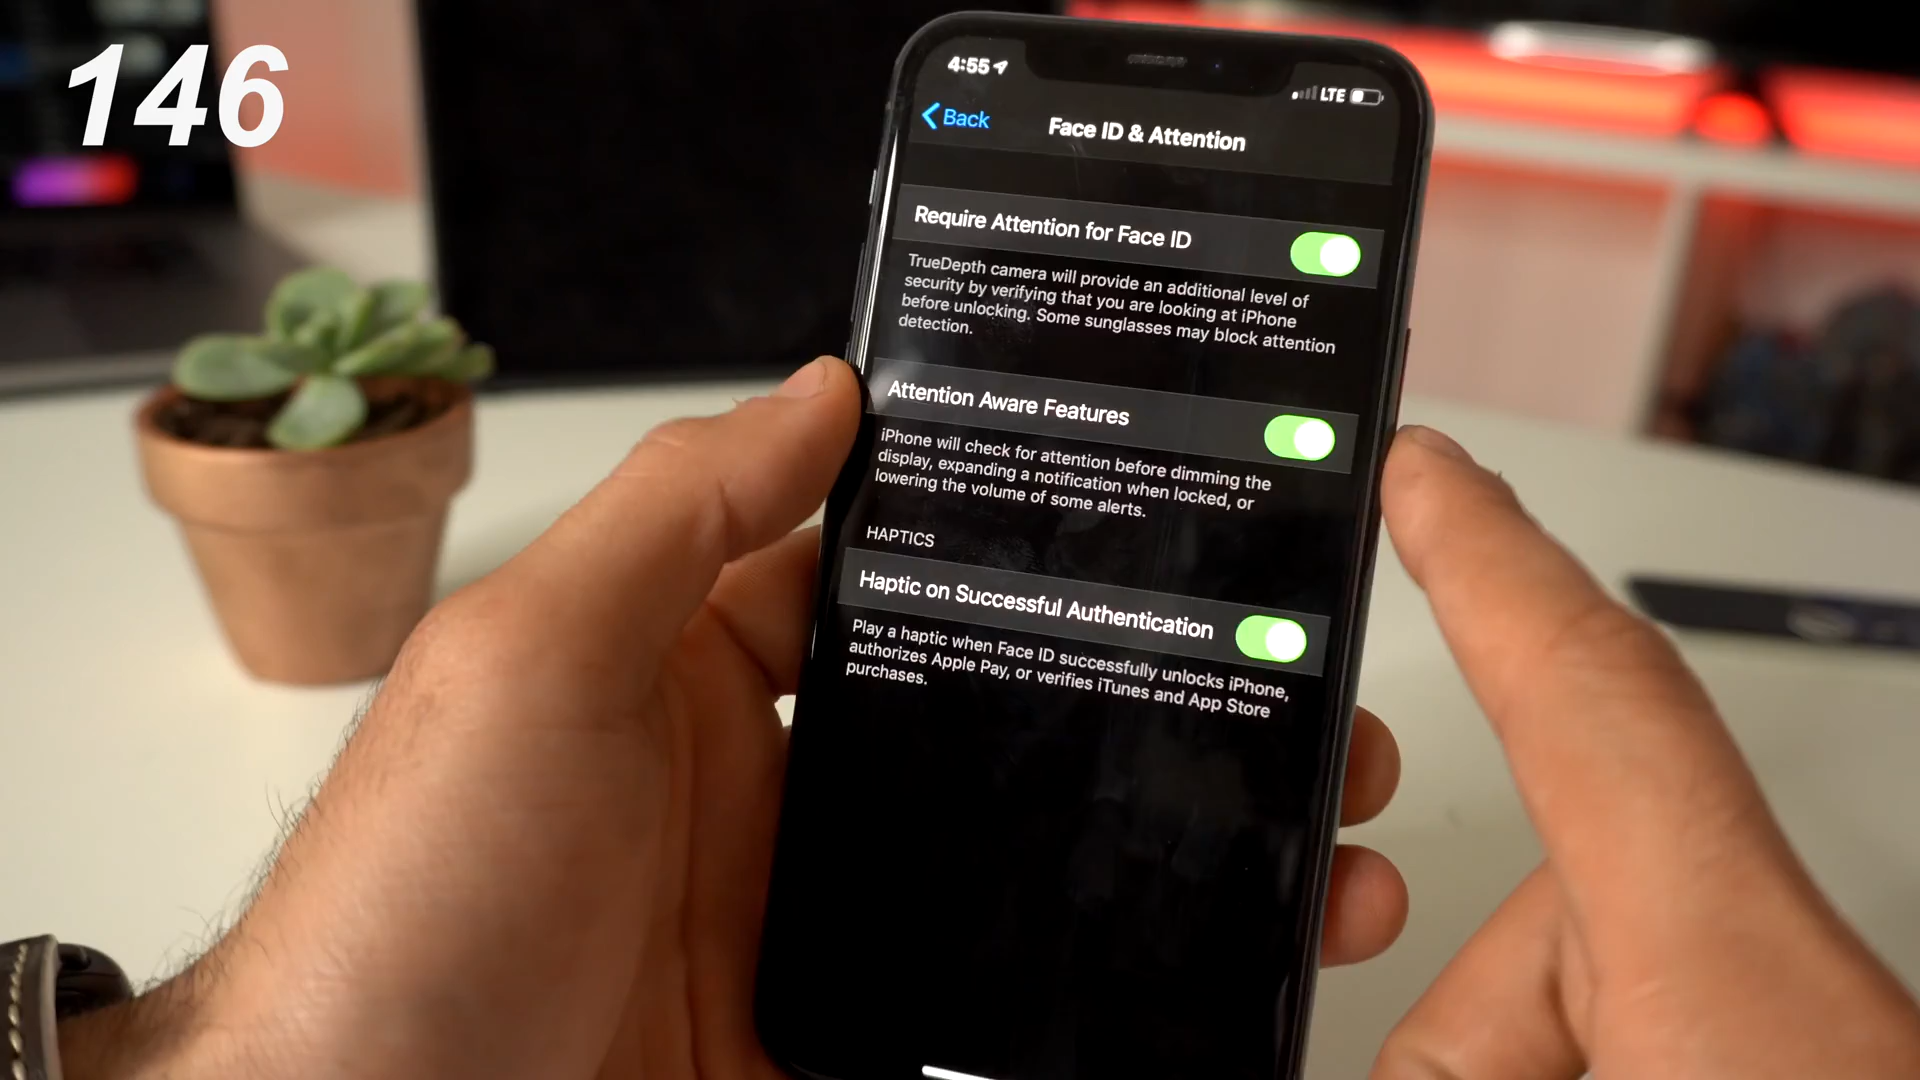 146
4:55
LTE
Back
Face ID & Attention
Require Attention for Face ID
TrueDepth camera will provide an additional level of
security by verifying that you are looking at iPhone
before unlocking. Some sunglasses may block attention
detection.
Attention Aware Features
iPhone will check for attention before dimming the
display, expanding a notification when locked, or
lowering the volume of some alerts.
HAPTICS
Haptic on Successful Authentication
Play a haptic when Face ID successfully unlocks iPhone,
authorizes Apple Pay, or verifies iTunes and App Store
purchases.